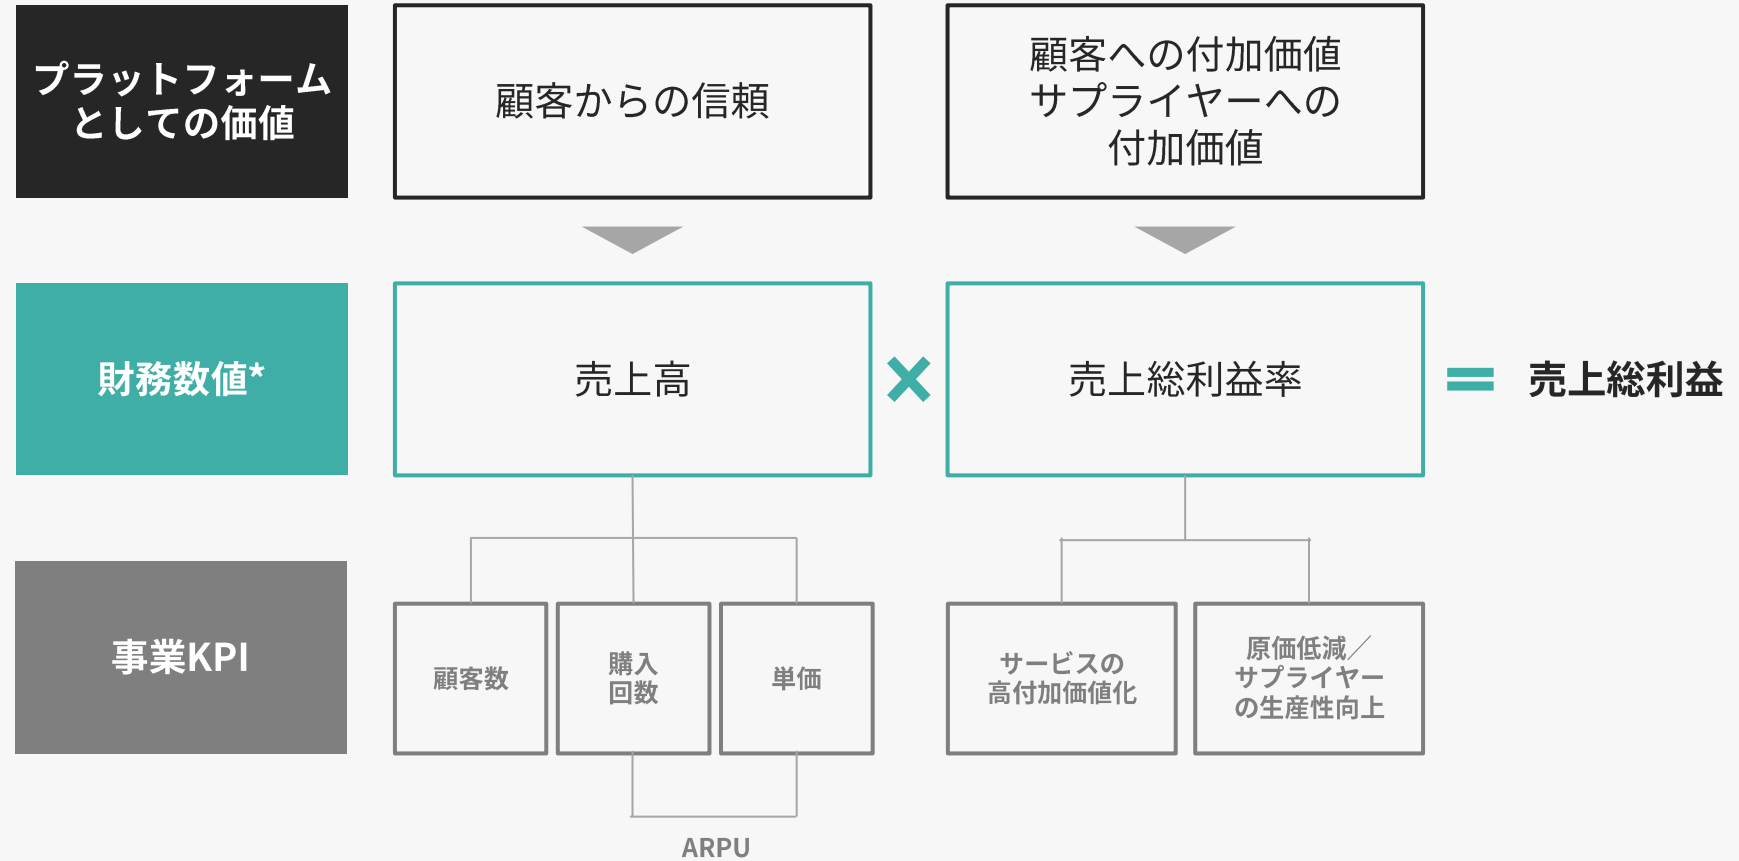 プラットフォーム
としての価値
顧客からの信頼
顧客への付加価値
サプライヤーへの
付加価値
財務数値*
売上高
×
売上総利益率
=
売上総利益
事業KPI
顧客数
購入
回数
単価
サービスの
高付加価値化
原価低減／
サプライヤー
の生産性向上
ARPU